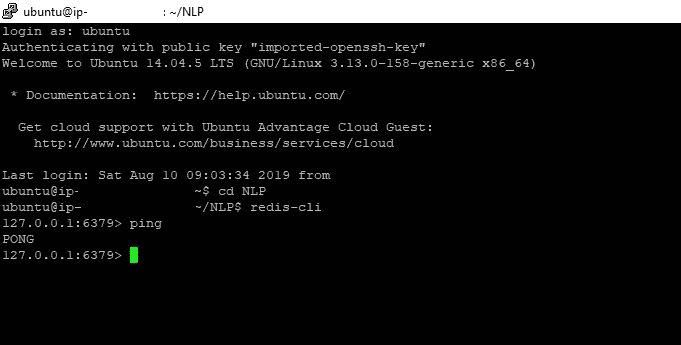 ubuntu@ip- : ~/NLP
login as: ubuntu
Authenticating with public key "imported-openssh-key"
Welcome to Ubuntu 14.04.5 LTS (GNU/Linux 3.13.0-158-generic x86_64)
* Documentation: https://help.ubuntu.com/
Get cloud support with Ubuntu Advantage Cloud Guest:
http://www.ubuntu.com/business/services/cloud
Last login: Sat Aug 10 09:03:34 2019 from
ubuntu@ip- ~$ cd NLP
ubuntu@ip- ~/NLP$ redis-cli
127.0.0.1:6379> ping
PONG
127.0.0.1:6379>